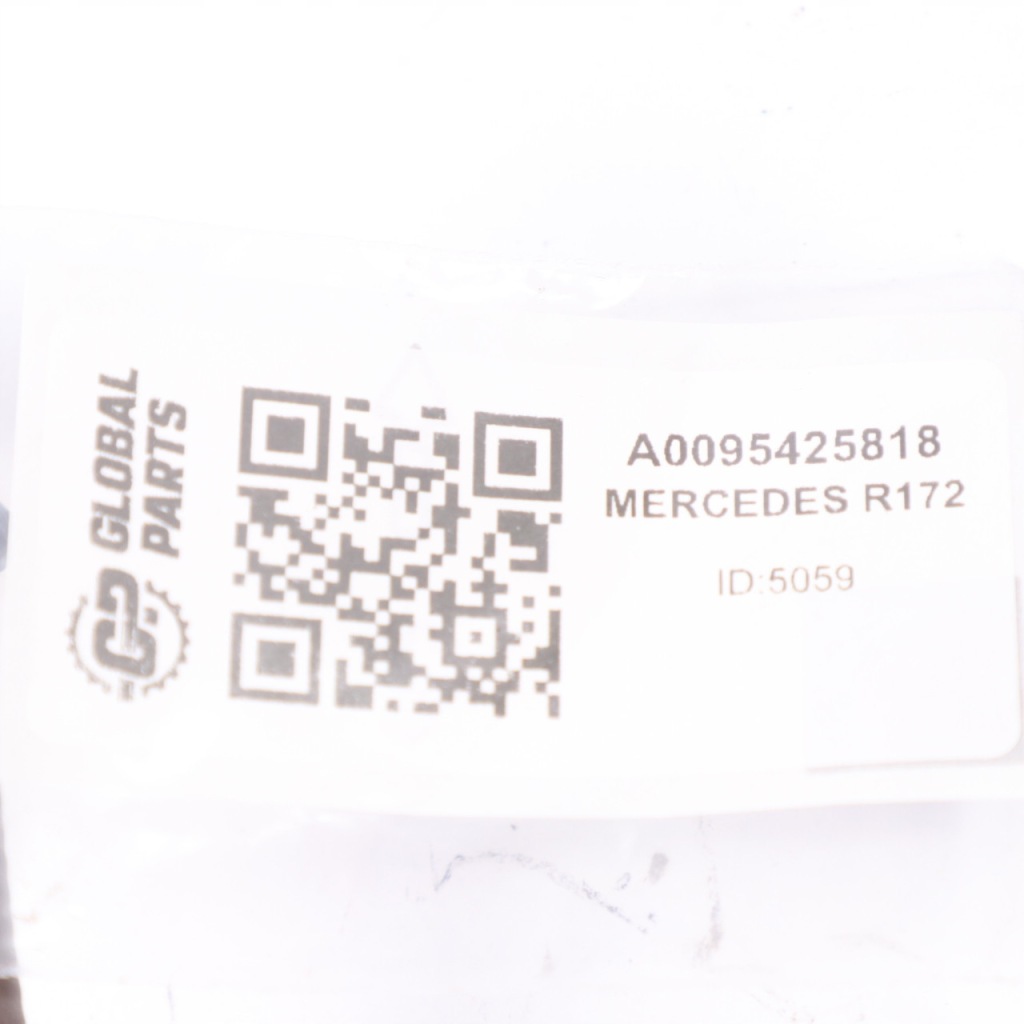 GLOBAL
PARTS
A0095425818
MERCEDES R172
ID:5059